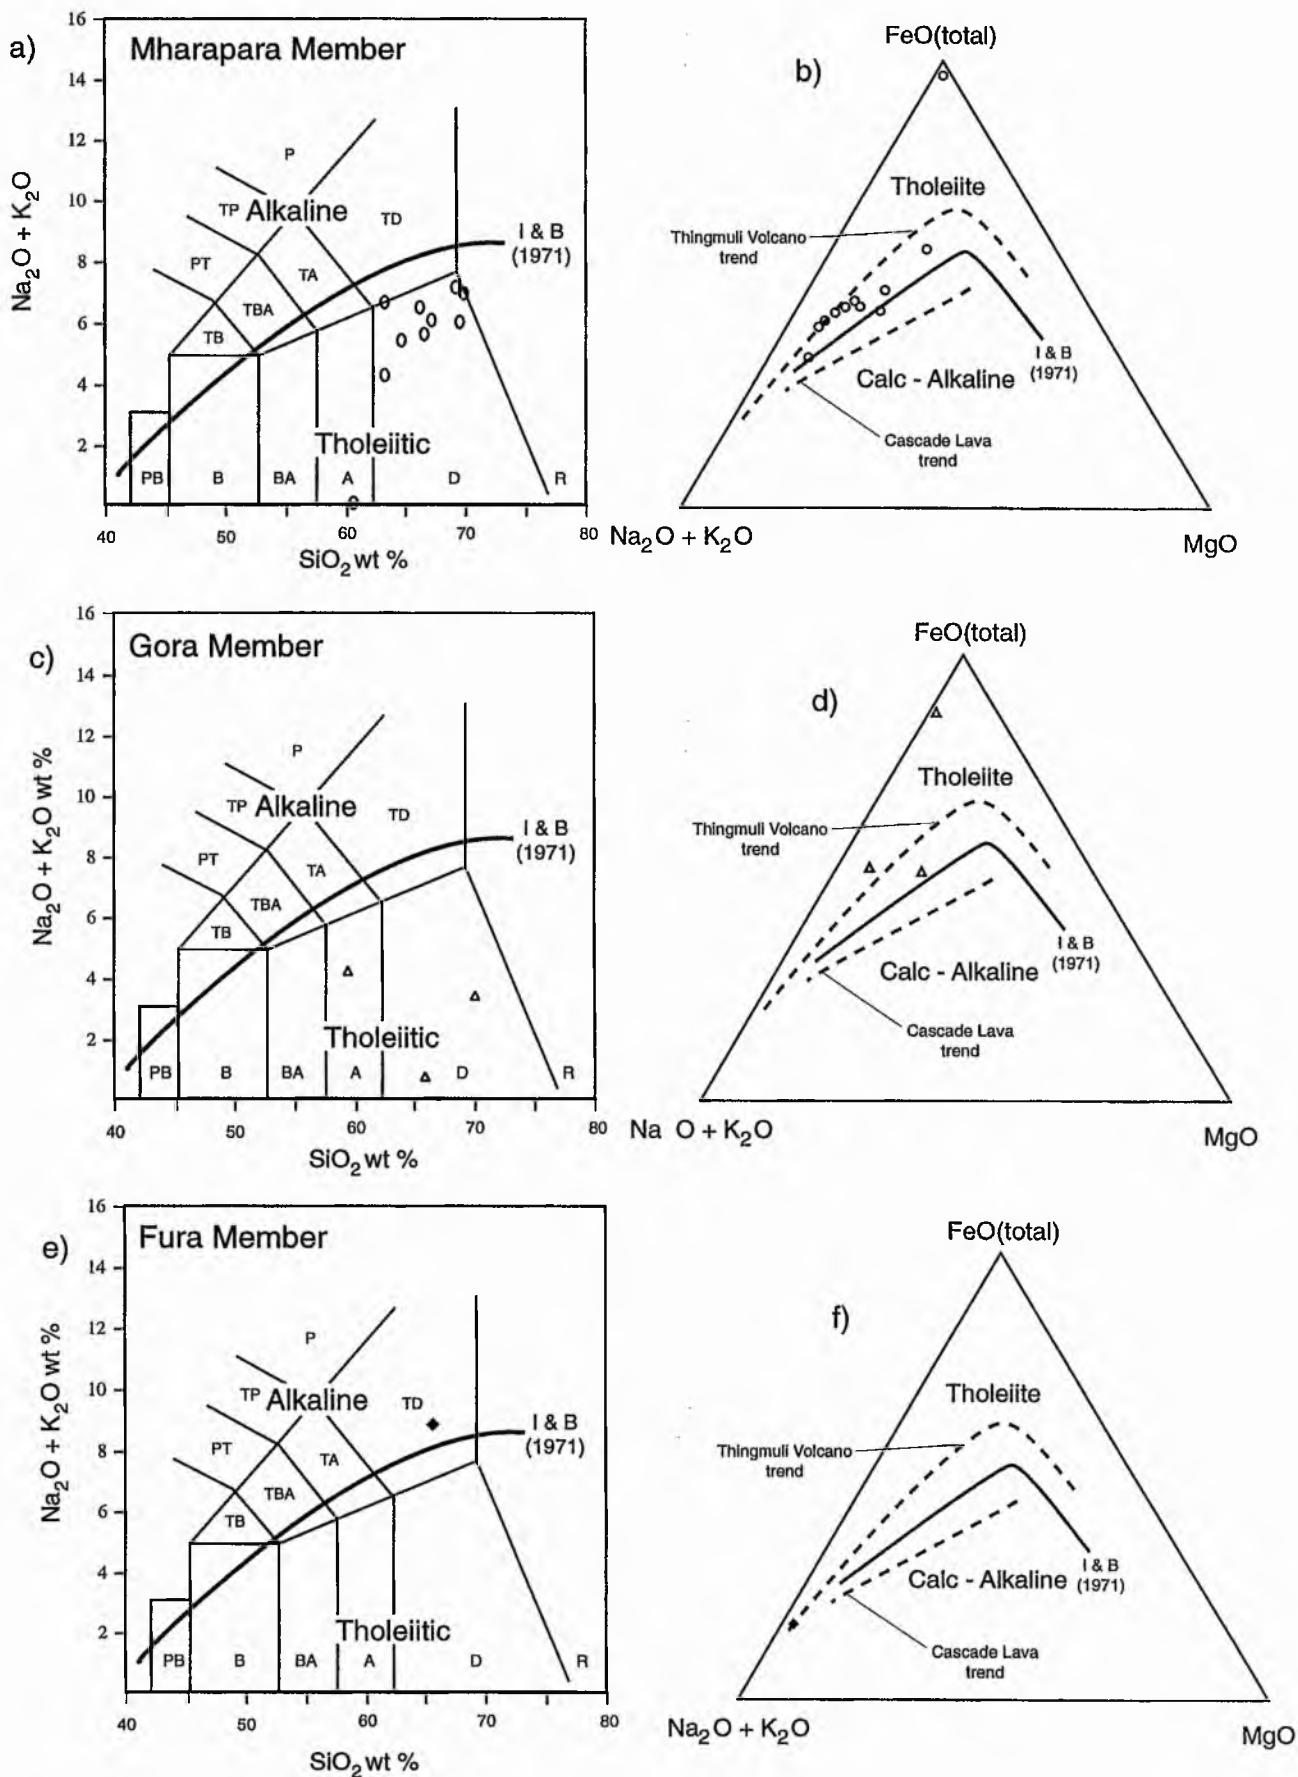 a)
Mharapara Member
16
14
12
10
8
6
4
2
Na₂O + K₂O
P
TP Alkaline TD
PT
TA
TBA
TB
I & B
(1971)
Tholeiitic
PB B BA A D R
40 50 60 70 80
SiO₂ wt %
b)
FeO(total)
Tholeiite
Thingmuli Volcano
trend
I & B
(1971)
Calc - Alkaline
Cascade Lava
trend
Na₂O + K₂O
MgO
c)
Gora Member
16
14
12
10
8
6
4
2
Na₂O + K₂O wt %
P
TP Alkaline TD
PT
TA
TBA
TB
I & B
(1971)
Tholeiitic
PB B BA A D R
40 50 60 70 80
SiO₂ wt %
d)
FeO(total)
Tholeiite
Thingmuli Volcano
trend
I & B
(1971)
Calc - Alkaline
Cascade Lava
trend
Na O + K₂O
MgO
e)
Fura Member
16
14
12
10
8
6
4
2
Na₂O + K₂O wt %
P
TP Alkaline TD
PT
TA
TBA
TB
I & B
(1971)
Tholeiitic
PB B BA A D R
40 50 60 70 80
SiO₂ wt %
f)
FeO(total)
Tholeiite
Thingmuli Volcano
trend
I & B
(1971)
Calc - Alkaline
Cascade Lava
trend
Na₂O + K₂O
MgO